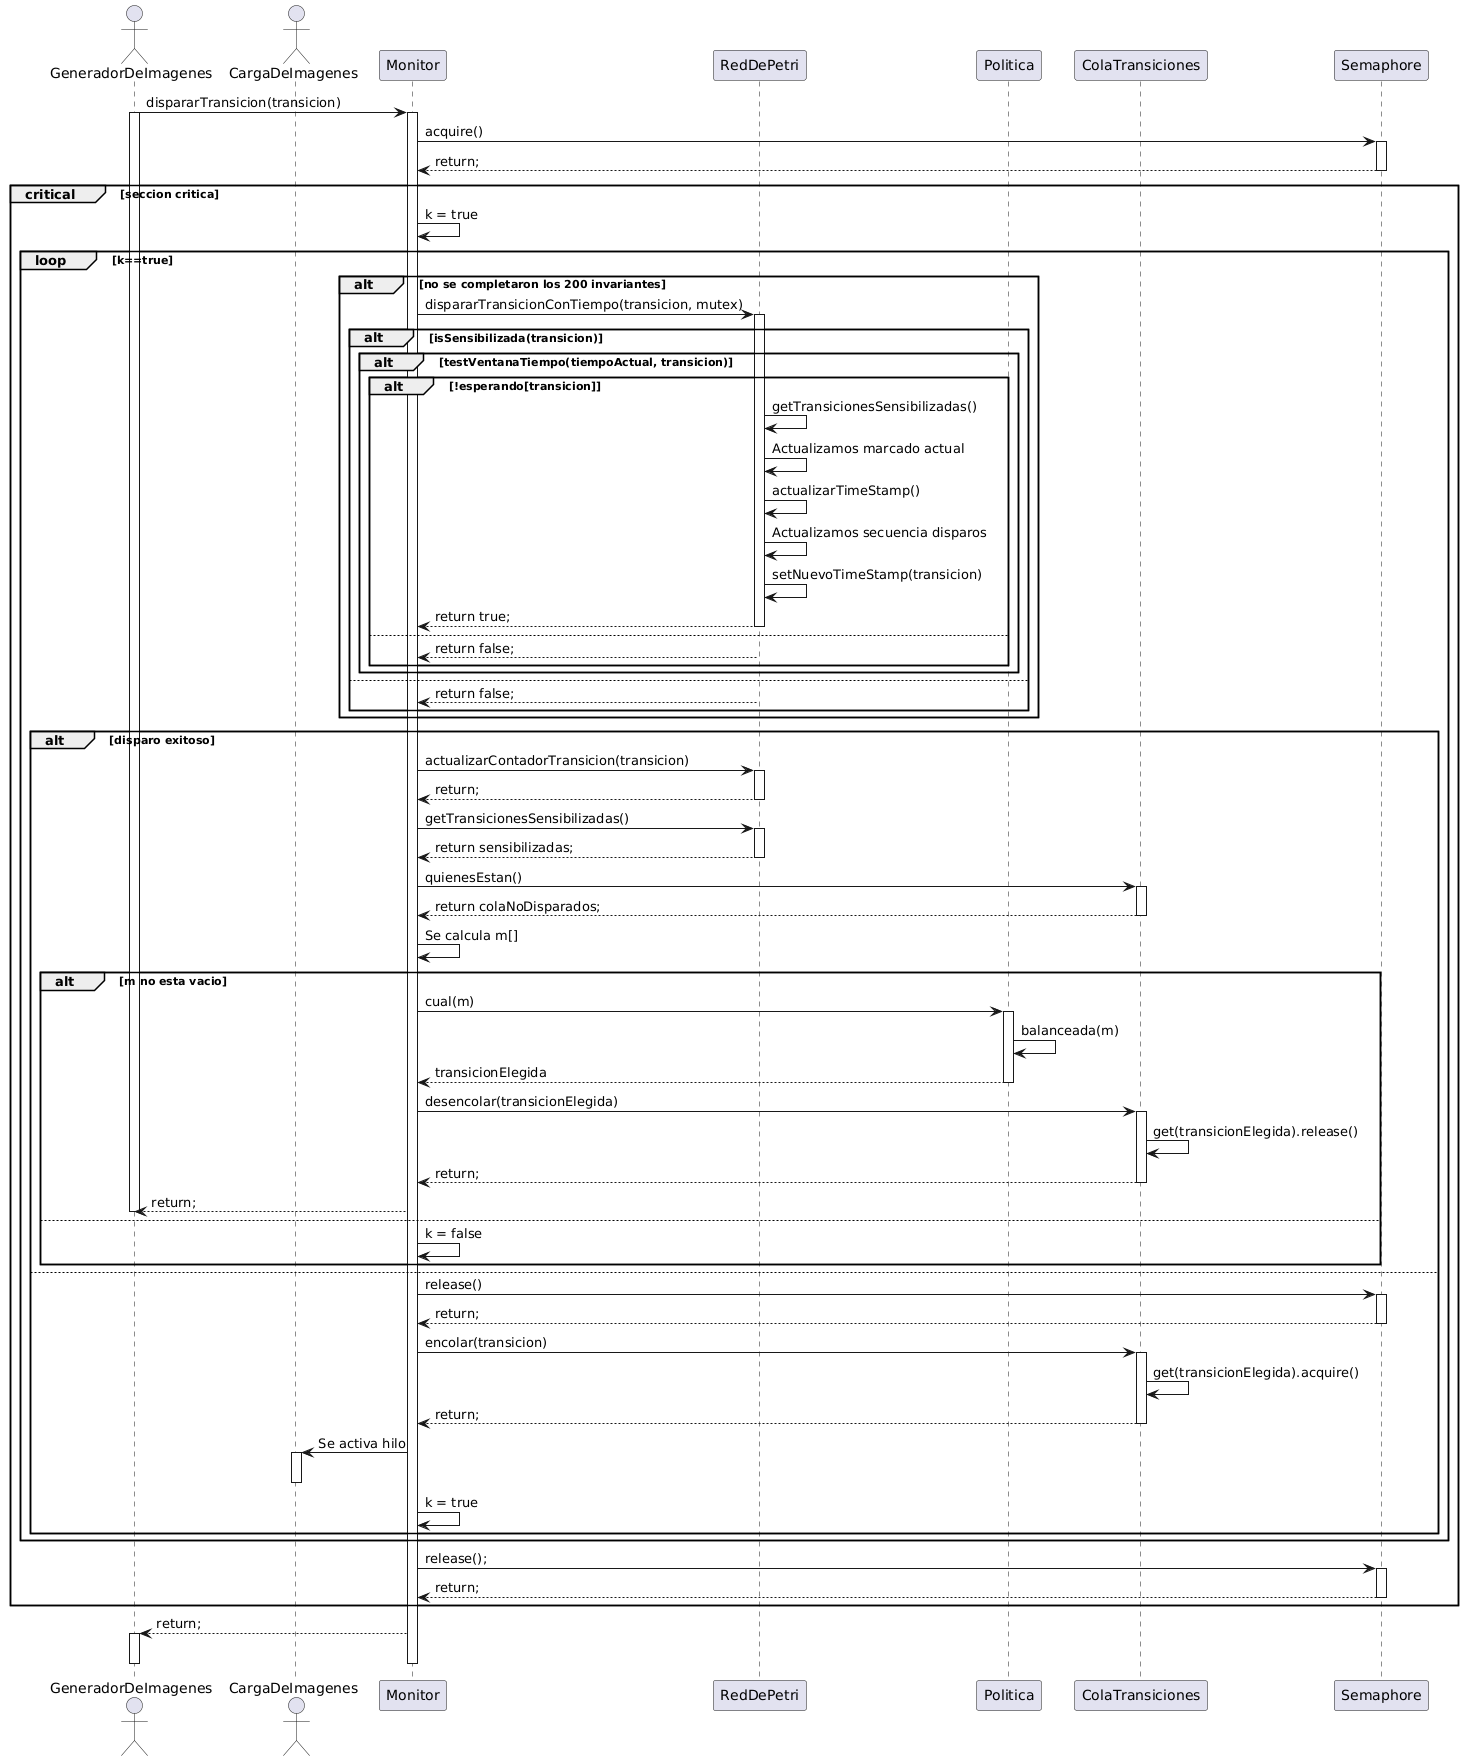 GeneradorDeImagenes
CargaDeImagenes
Monitor
RedDePetri
Politica
ColaTransiciones
Semaphore
dispararTransicion(transicion)
acquire()
return;
critical [seccion critica]
k = true
loop [k==true]
alt [no se completaron los 200 invariantes]
dispararTransicionConTiempo(transicion, mutex)
alt [isSensibilizada(transicion)]
alt [testVentanaTiempo(tiempoActual, transicion)]
alt [!esperando[transicion]]
getTransicionesSensibilizadas()
Actualizamos marcado actual
actualizarTimeStamp()
Actualizamos secuencia disparos
setNuevoTimeStamp(transicion)
return true;
return false;
return false;
alt [disparo exitoso]
actualizarContadorTransicion(transicion)
return;
getTransicionesSensibilizadas()
return sensibilizadas;
quienesEstan()
return colaNoDisparados;
Se calcula m[]
alt [m no esta vacio]
cual(m)
balanceada(m)
transicionElegida
desencolar(transicionElegida)
get(transicionElegida).release()
return;
return;
k = false
release()
return;
encolar(transicion)
get(transicionElegida).acquire()
return;
Se activa hilo
k = true
release();
return;
return;
GeneradorDeImagenes
CargaDeImagenes
Monitor
RedDePetri
Politica
ColaTransiciones
Semaphore